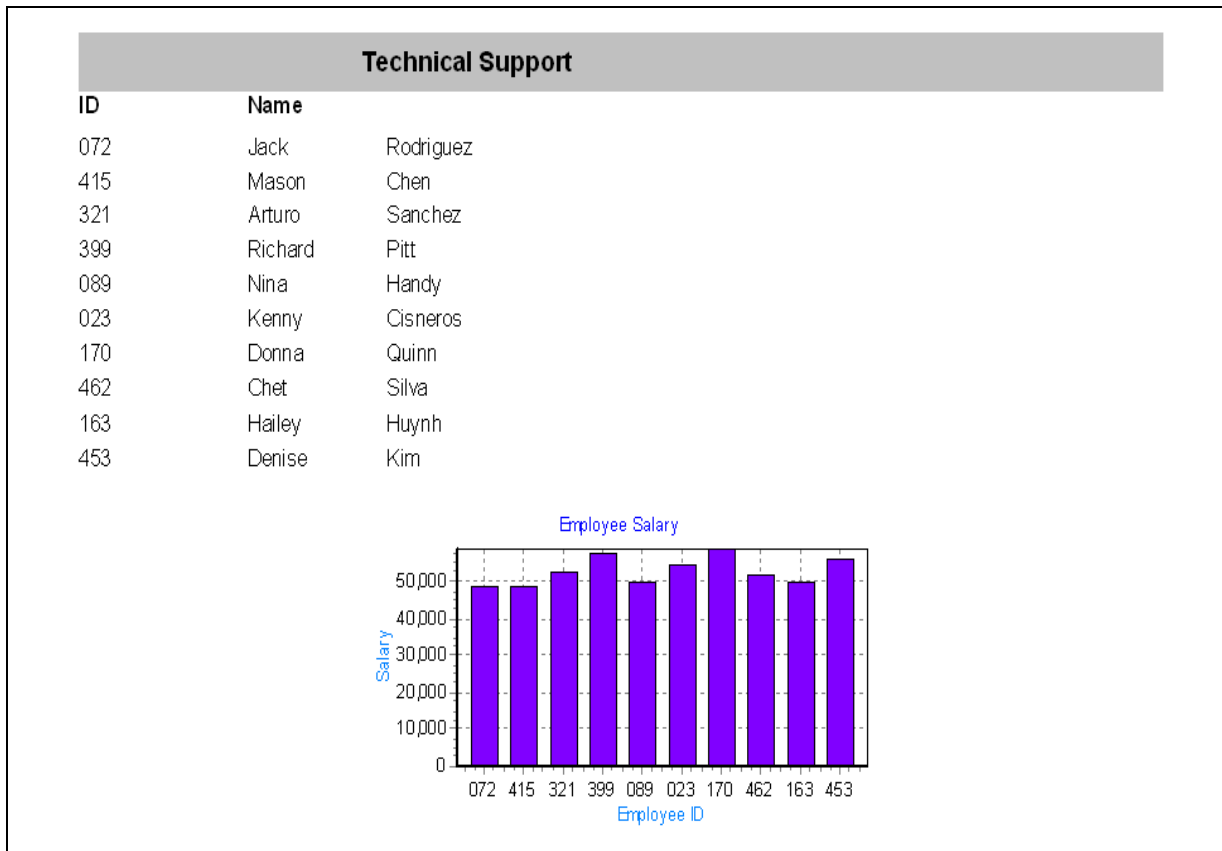 Technical Support
ID Name
072 Jack Rodriguez
415 Mason Chen
321 Arturo Sanchez
399 Richard Pitt
089 Nina Handy
023 Kenny Cisneros
170 Donna Quinn
462 Chet Silva
163 Hailey Huynh
453 Denise Kim
Employee Salary
50,000
40,000
30,000
20,000
10,000
0
Salary
072 415 321 399 089 023 170 462 163 453
Employee ID